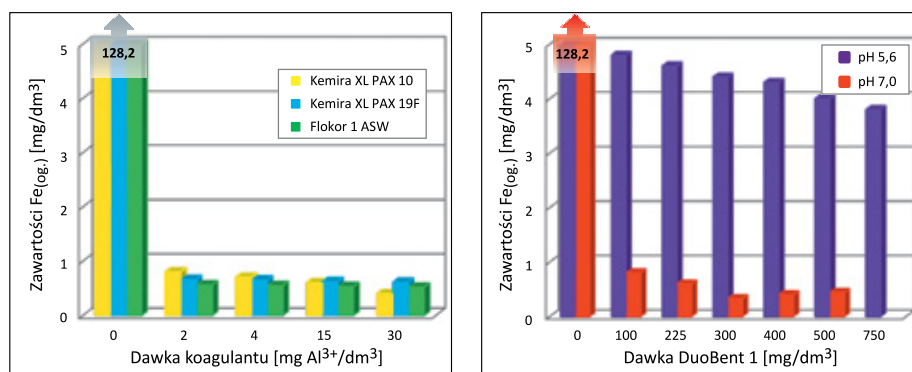 128,2
5
4
3
2
1
0
Zawartości Fe(og.) [mg/dm3]
Kemira XL PAX 10
Kemira XL PAX 19F
Flokor 1 ASW
0 2 4 15 30
Dawka koagulantu [mg Al3+/dm3]
128,2
5
4
3
2
1
0
Zawartości Fe(og.) [mg/dm3]
pH 5,6
pH 7,0
0 100 225 300 400 500 750
Dawka DuoBent 1 [mg/dm3]